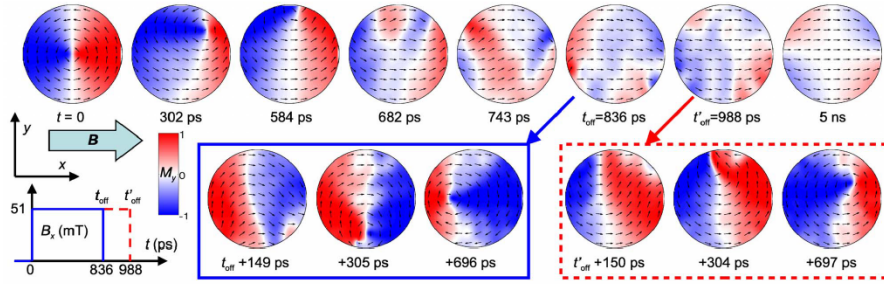 t = 0
302 ps
584 ps
682 ps
743 ps
t_off=836 ps
t'_off=988 ps
5 ns
y
B
x
1
M_y
0
-1
t_off
t'_off
51
B_x (mT)
t (ps)
0
836
988
t_off +149 ps
+305 ps
+696 ps
t'_off +150 ps
+304 ps
+697 ps